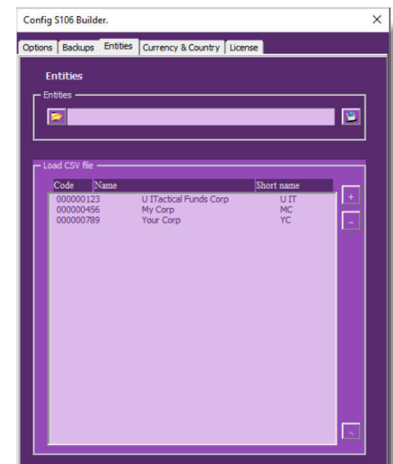 Config S106 Builder.
Options Backups Entities Currency & Country License
Entities
Entities
Load CSV file
Code Name Short name
000000123 U ITactical Funds Corp U IT
000000456 My Corp MC
000000789 Your Corp YC
+
-